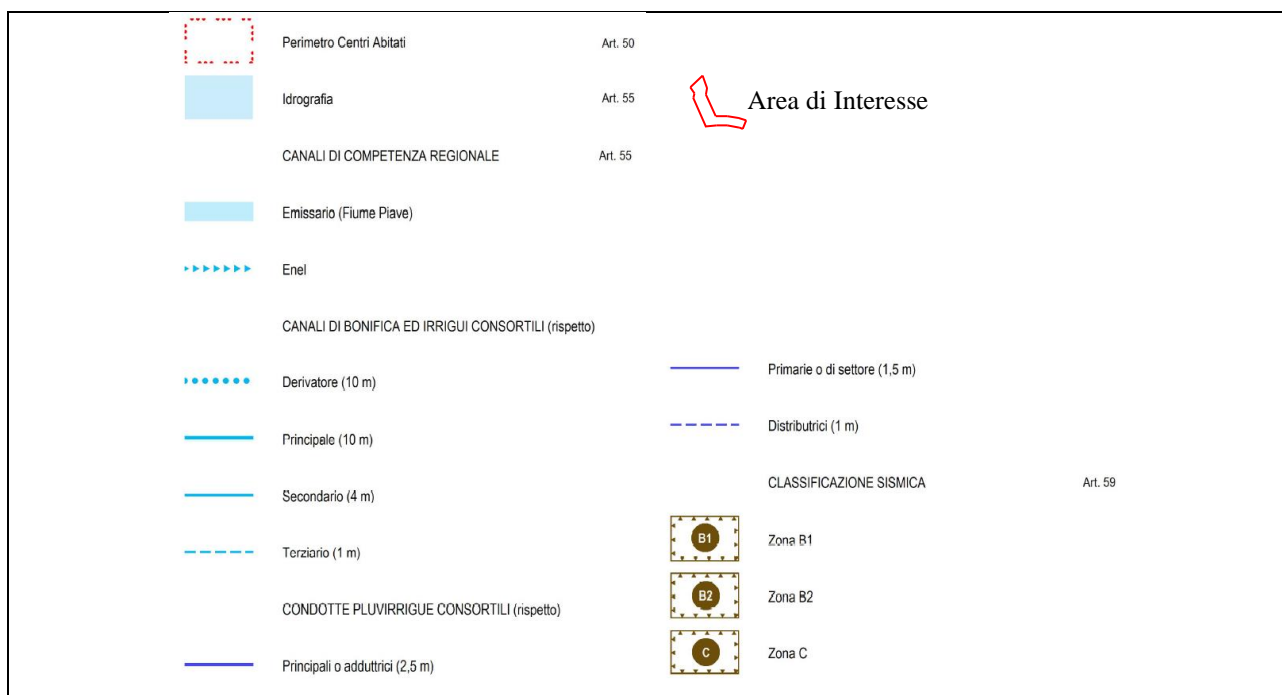 Perimetro Centri Abitati Art. 50
Idrografia Art. 55
Area di Interesse
CANALI DI COMPETENZA REGIONALE Art. 55
Emissario (Fiume Piave)
Enel
CANALI DI BONIFICA ED IRRIGUI CONSORTILI (rispetto)
Derivatore (10 m)
Principale (10 m)
Secondario (4 m)
Terziario (1 m)
CONDOTTE PLUVIRRIGUE CONSORTILI (rispetto)
Principali o adduttrici (2,5 m)
Primarie o di settore (1,5 m)
Distributrici (1 m)
CLASSIFICAZIONE SISMICA Art. 59
B1 Zona B1
B2 Zona B2
C Zona C